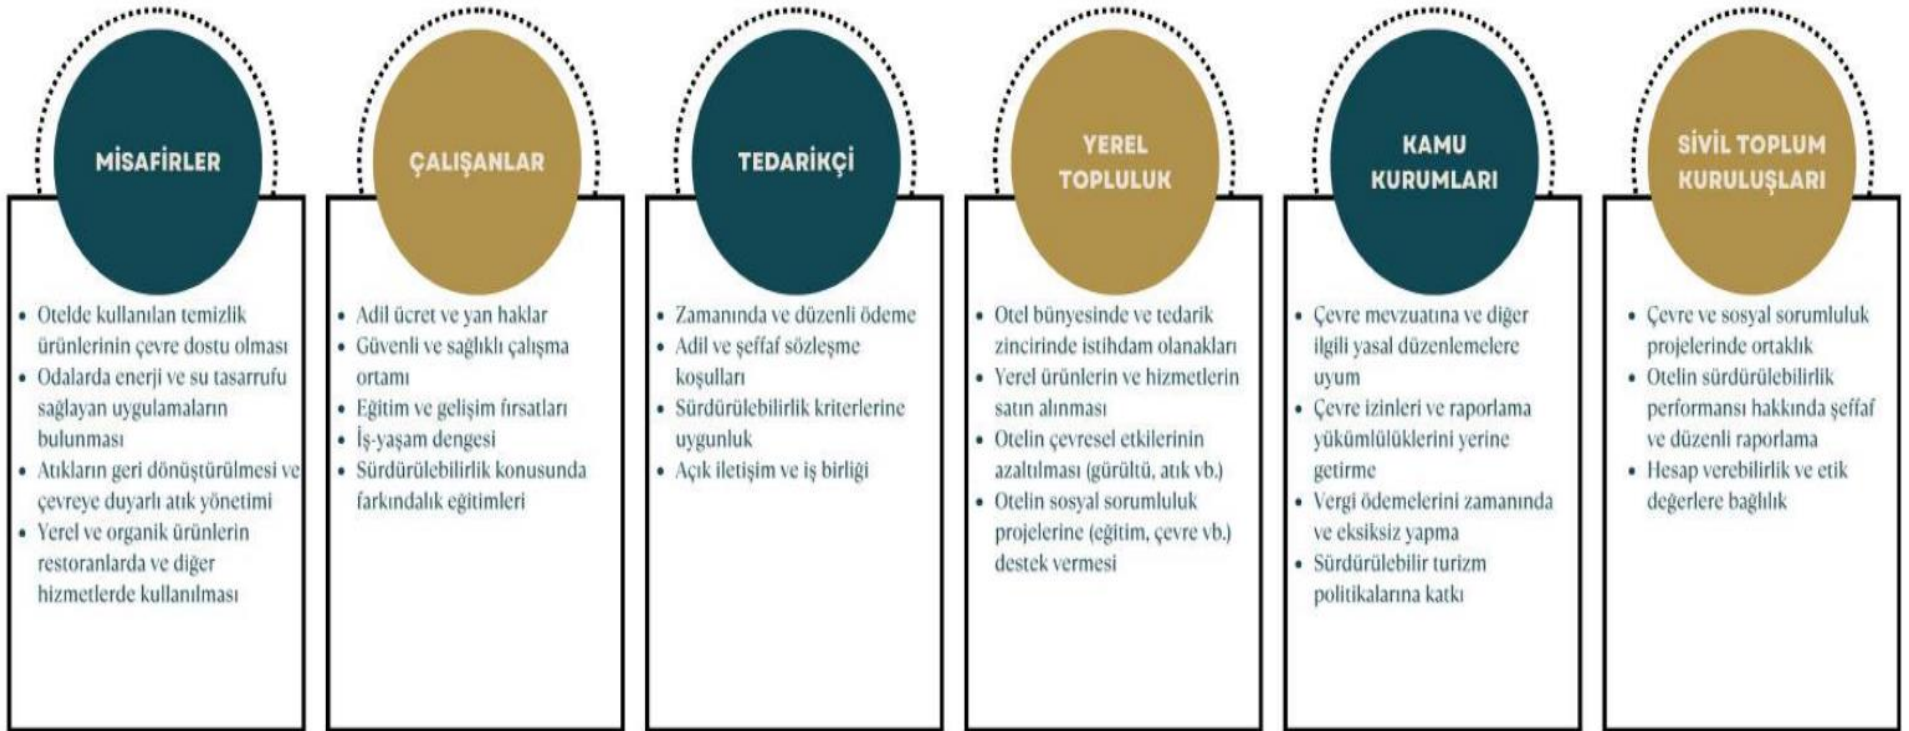 MİSAFİRLER
• Otelde kullanılan temizlik
ürünlerinin çevre dostu olması
• Odalarda enerji ve su tasarrufu
sağlayan uygulamaların
bulunması
• Atıkların geri dönüştürülmesi ve
çevreye duyarlı atık yönetimi
• Yerel ve organik ürünlerin
restoranlarda ve diğer
hizmetlerde kullanılması
ÇALIŞANLAR
• Adil ücret ve yan haklar
• Güvenli ve sağlıklı çalışma
ortamı
• Eğitim ve gelişim fırsatları
• İş-yaşam dengesi
• Sürdürülebilirlik konusunda
farkındalık eğitimleri
TEDARİKÇİ
• Zamanında ve düzenli ödeme
• Adil ve şeffaf sözleşme
koşulları
• Sürdürülebilirlik kriterlerine
uygunluk
• Açık iletişim ve iş birliği
YEREL
TOPLULUK
• Otel bünyesinde ve tedarik
zincirinde istihdam olanakları
• Yerel ürünlerin ve hizmetlerin
satın alınması
• Otelin çevresel etkilerinin
azaltılması (gürültü, atık vb.)
• Otelin sosyal sorumluluk
projelerine (eğitim, çevre vb.)
destek vermesi
KAMU
KURUMLARI
• Çevre mevzuatına ve diğer
ilgili yasal düzenlemelere
uyum
• Çevre izinleri ve raporlama
yükümlülüklerini yerine
getirme
• Vergi ödemelerini zamanında
ve eksiksiz yapma
• Sürdürülebilir turizm
politikalarına katkı
SİVİL TOPLUM
KURULUŞLARI
• Çevre ve sosyal sorumluluk
projelerinde ortaklık
• Otelin sürdürülebilirlik
performansı hakkında şeffaf
ve düzenli raporlama
• Hesap verebilirlik ve etik
değerlere bağlılık